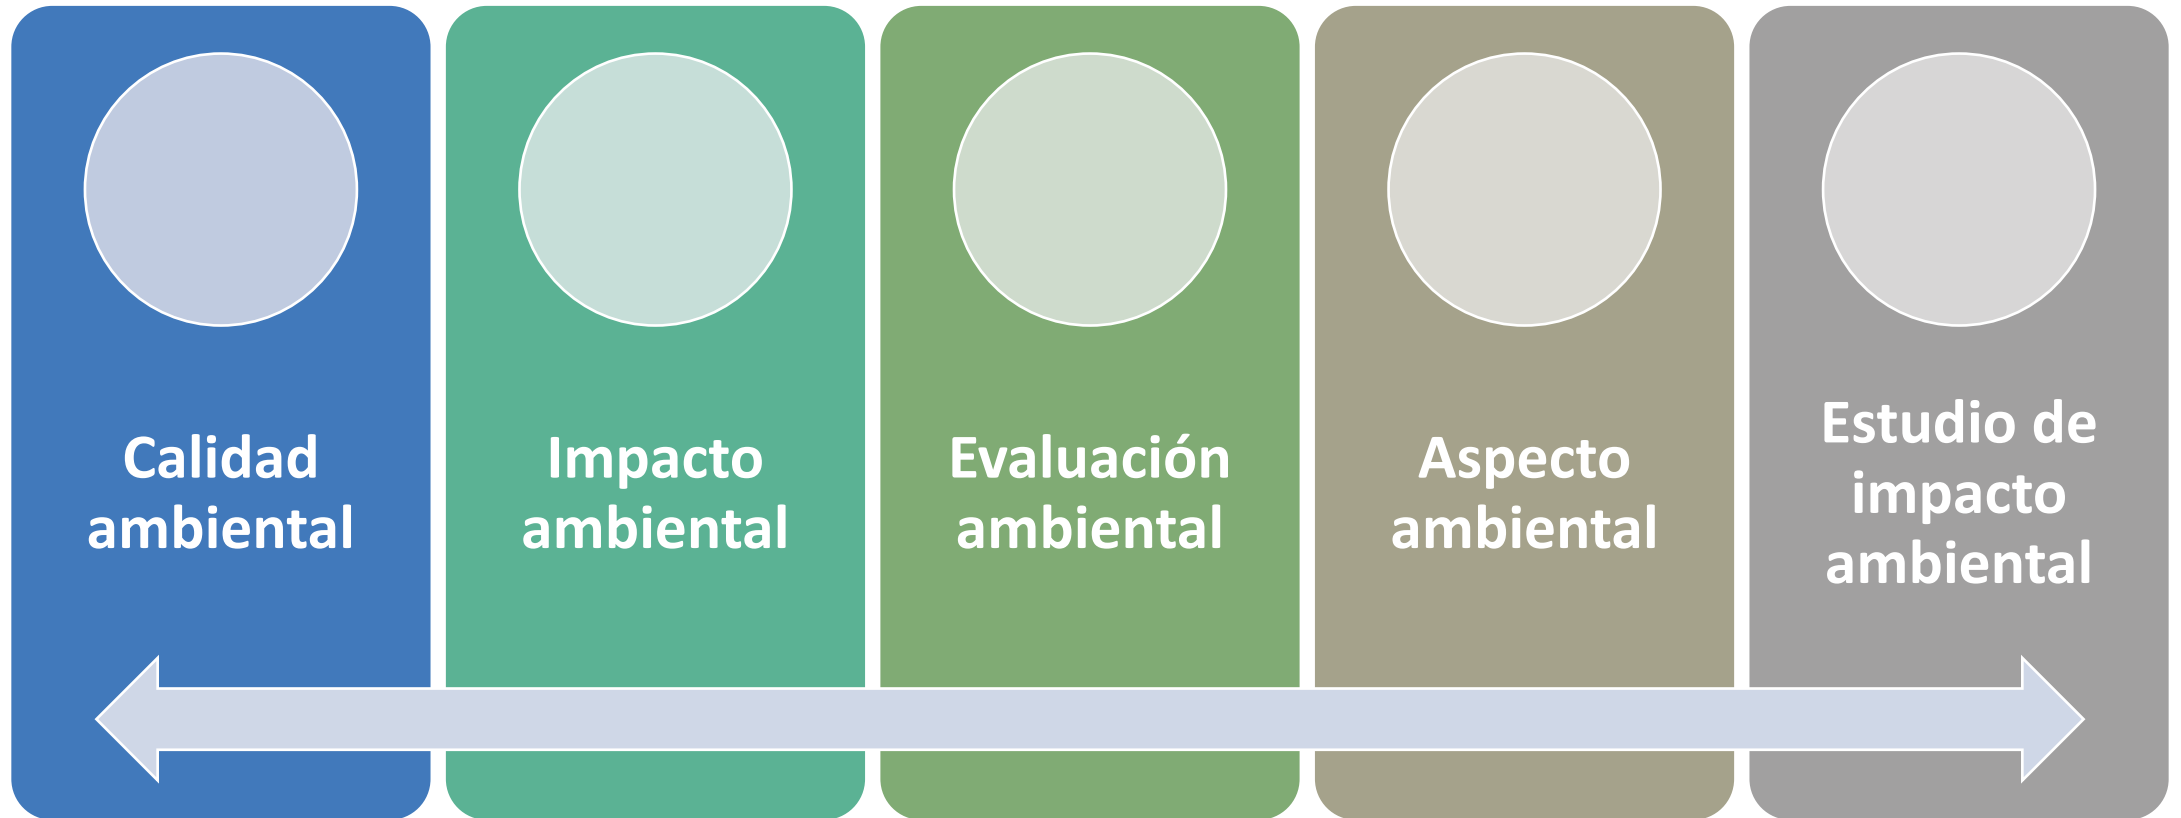 Calidad
ambiental
Impacto
ambiental
Evaluación
ambiental
Aspecto
ambiental
Estudio de
impacto
ambiental